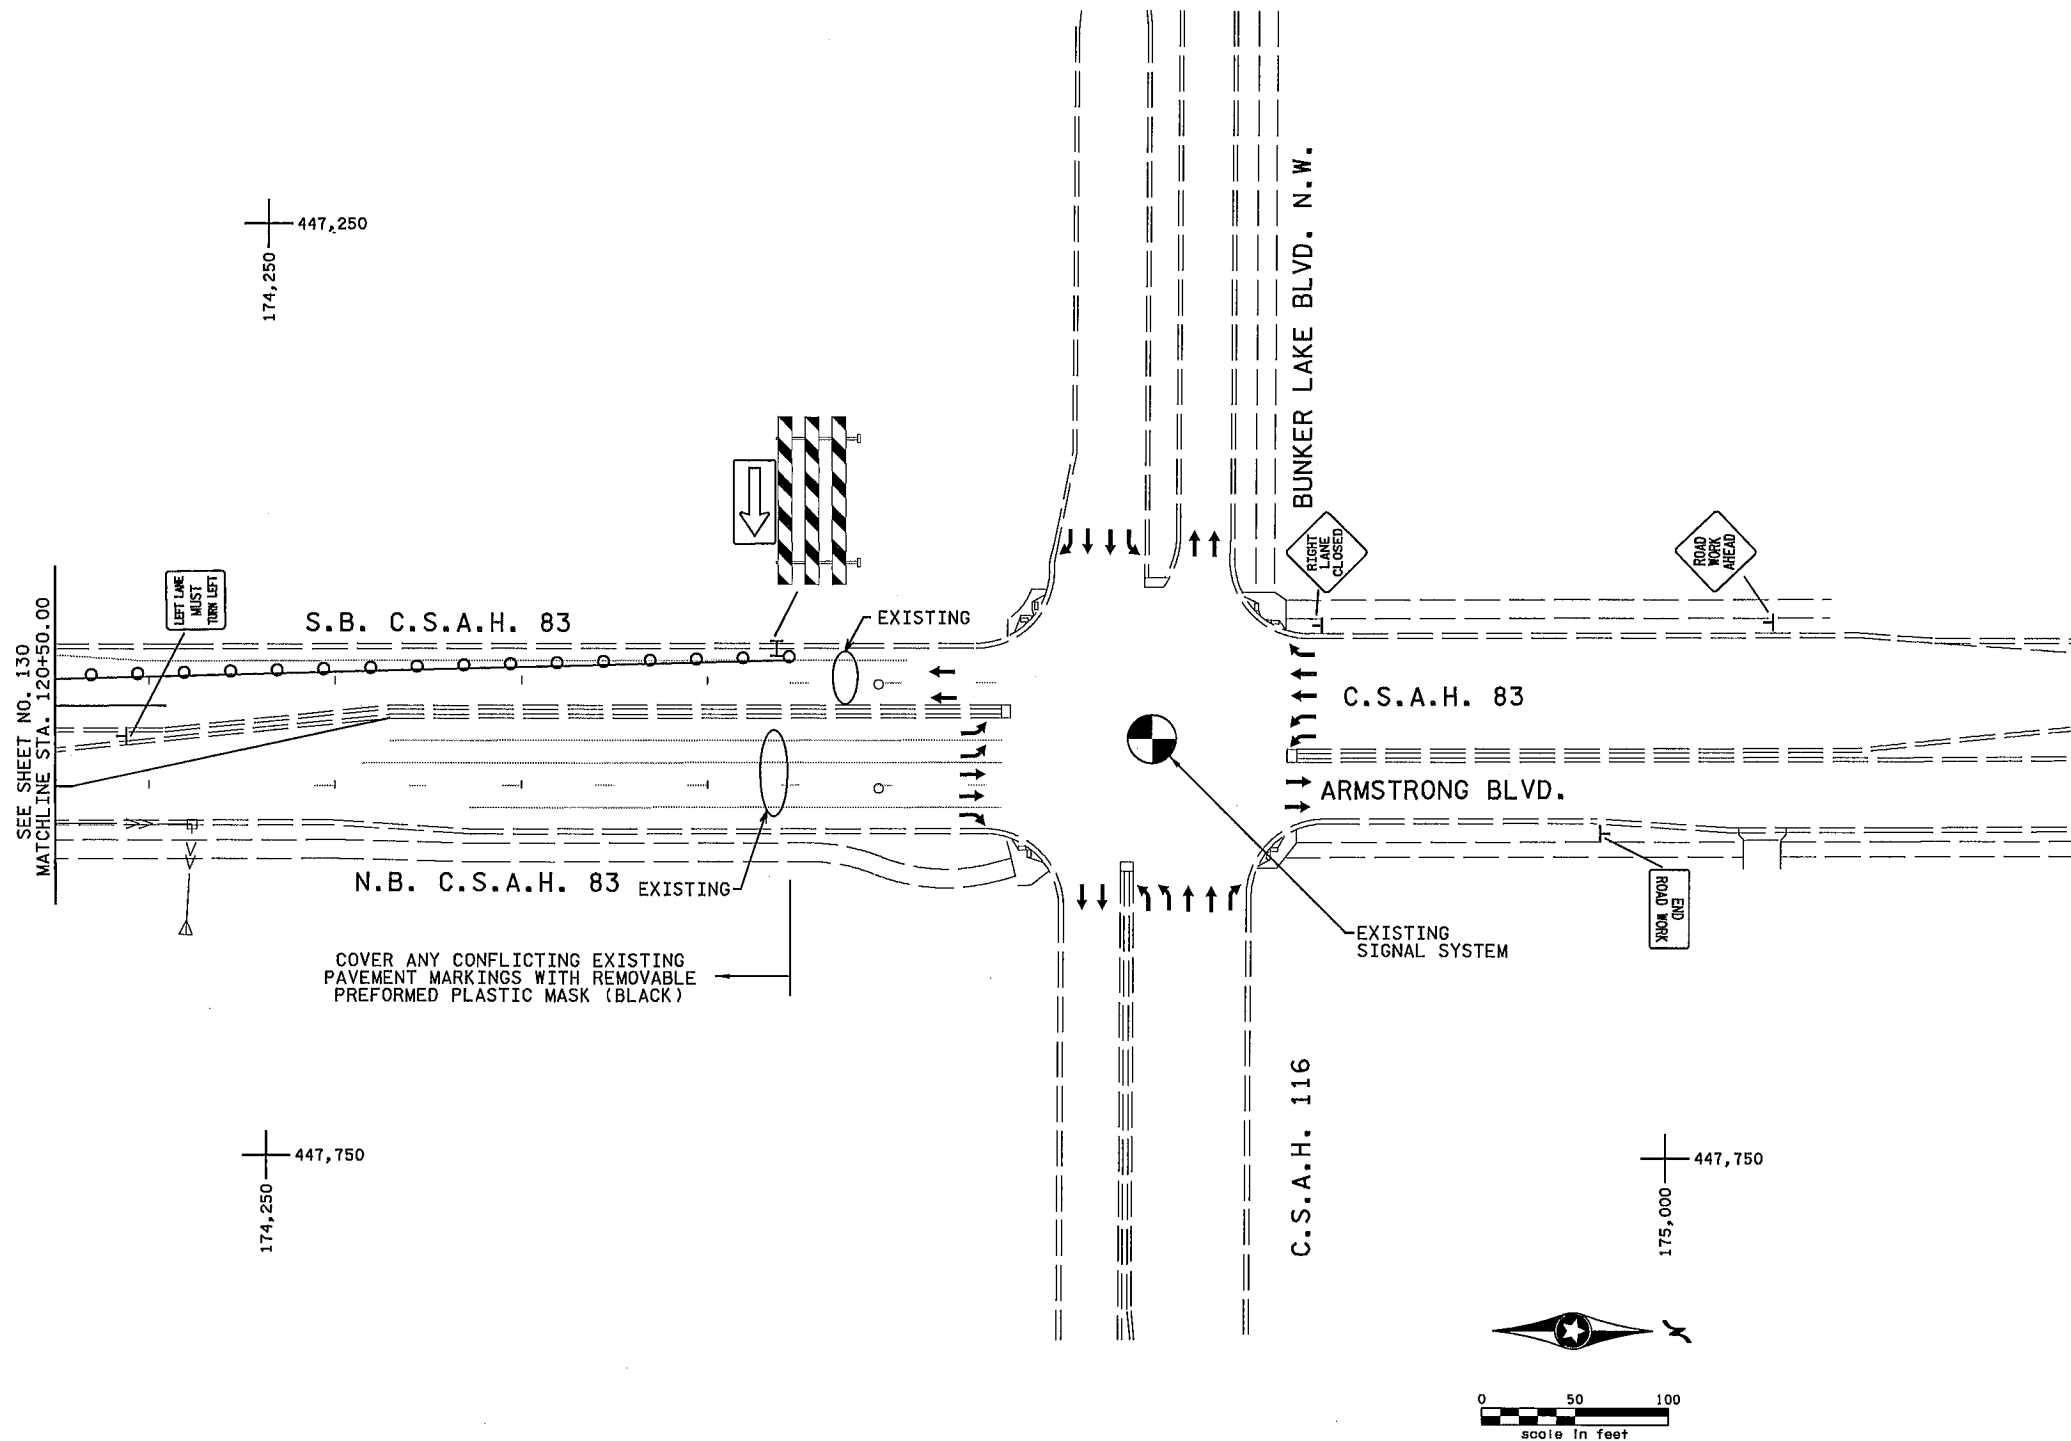 447,250
174,250
BUNKER LAKE BLVD. N.W.
SEE SHEET NO. 130
MATCHLINE STA. 120+50.00
LEFT LANE
MUST
TURN LEFT
S.B. C.S.A.H. 83
EXISTING
RIGHT
LANE
CLOSED
ROAD
WORK
AHEAD
C.S.A.H. 83
ARMSTRONG BLVD.
N.B. C.S.A.H. 83
EXISTING
END
ROAD WORK
EXISTING
SIGNAL SYSTEM
COVER ANY CONFLICTING EXISTING
PAVEMENT MARKINGS WITH REMOVABLE
PREFORMED PLASTIC MASK (BLACK)
C.S.A.H. 116
447,750
174,250
447,750
175,000
N
0 50 100
scale in feet